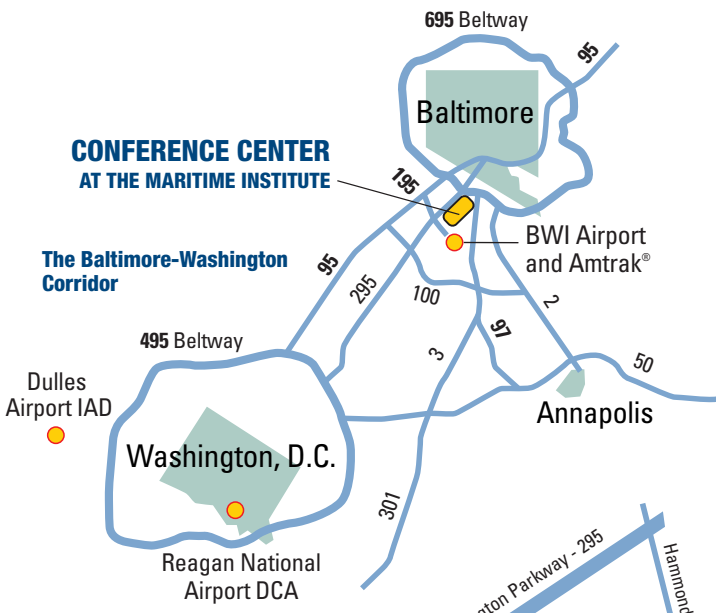 695 Beltway
95
Baltimore
CONFERENCE CENTER
AT THE MARITIME INSTITUTE
195
BWI Airport
and Amtrak®
The Baltimore-Washington
Corridor
95
295
100
2
97
3
495 Beltway
50
Dulles
Airport IAD
Annapolis
Washington, D.C.
301
Reagan National
Airport DCA
Parkway - 295
Hammond